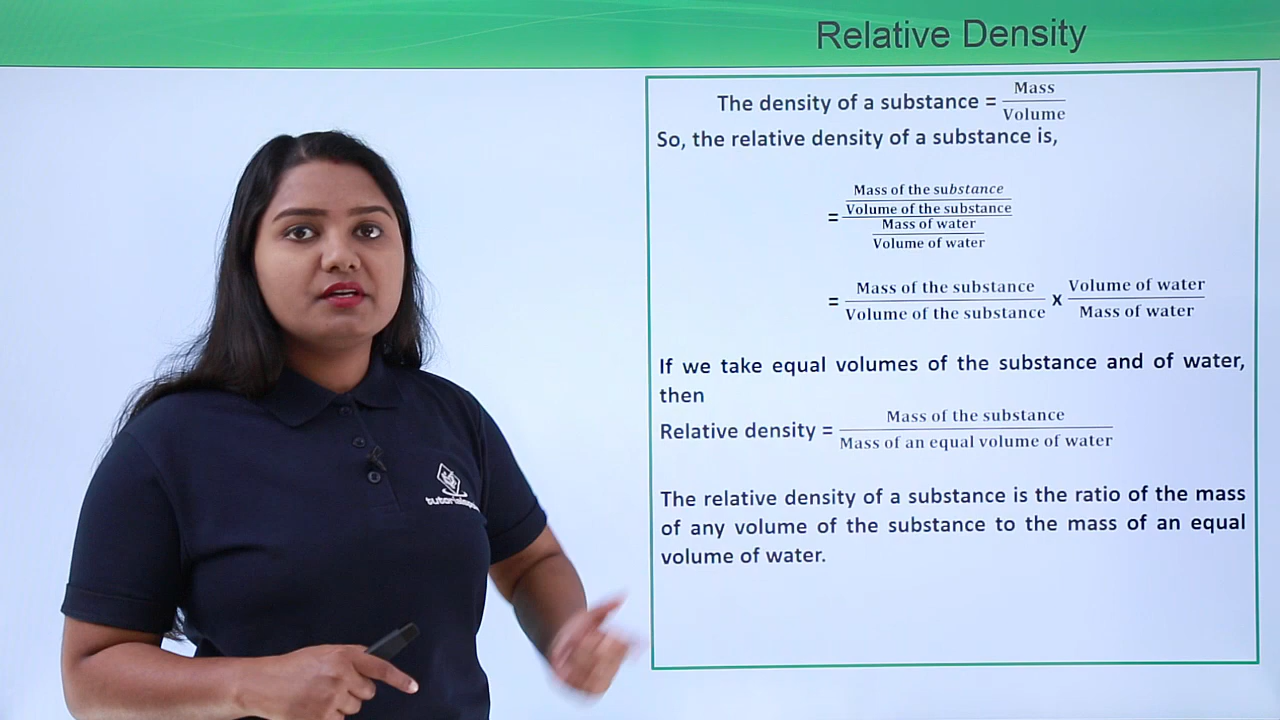 Relative Density
The density of a substance = Mass / Volume
So, the relative density of a substance is,
Mass of the substance
Volume of the substance
=
Mass of water
Volume of water
= Mass of the substance / Volume of the substance x Volume of water / Mass of water
If we take equal volumes of the substance and of water,
then
Relative density = Mass of the substance / Mass of an equal volume of water
The relative density of a substance is the ratio of the mass
of any volume of the substance to the mass of an equal
volume of water.